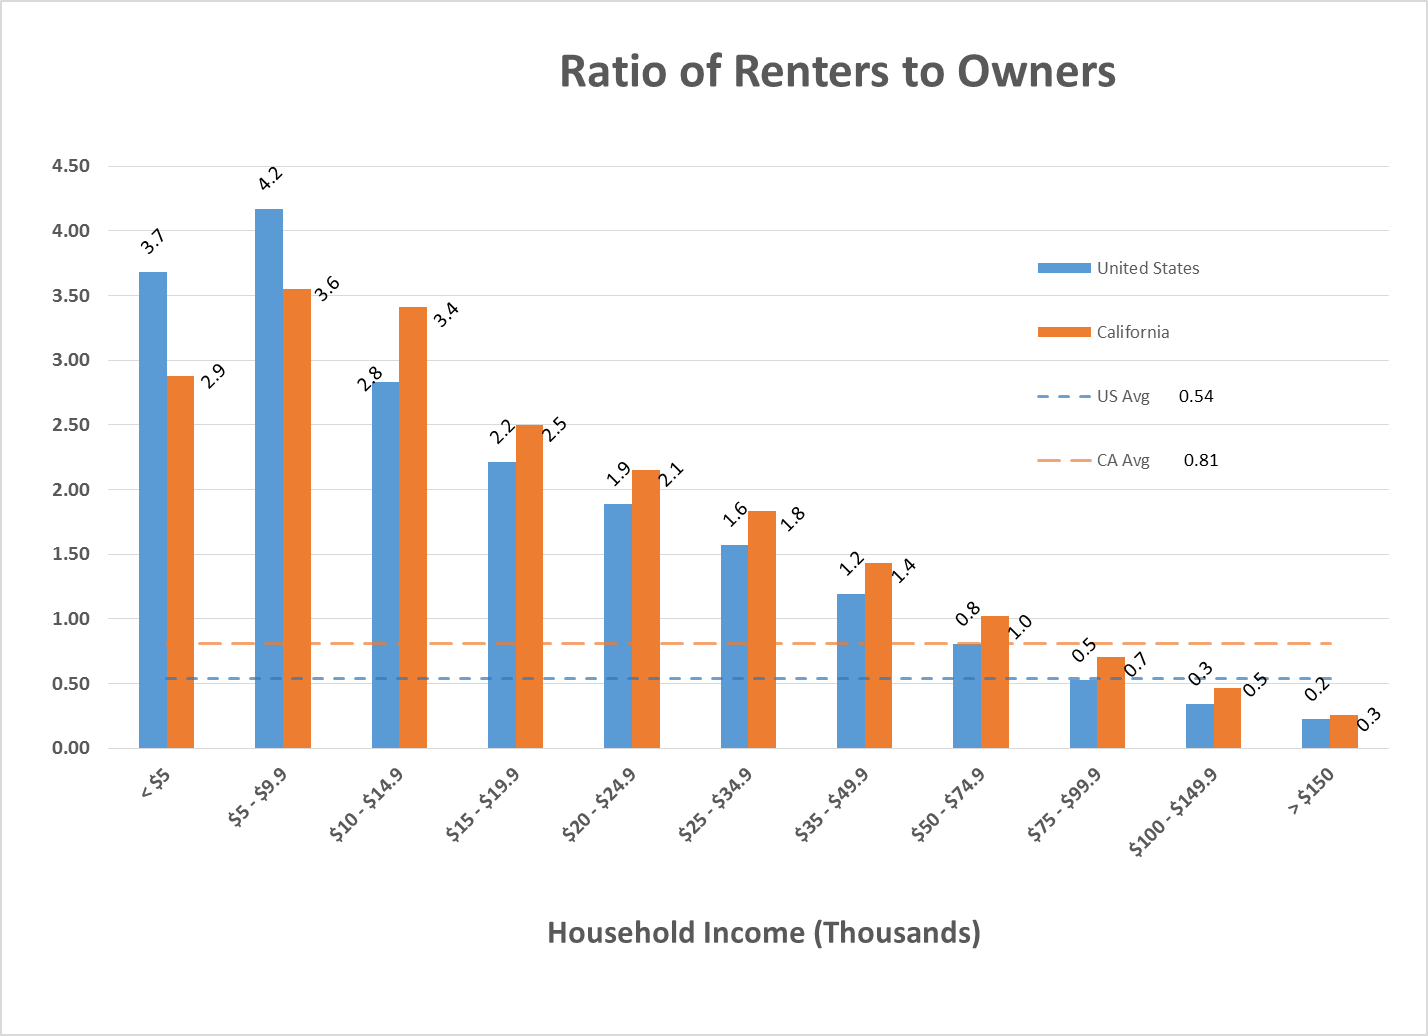 Ratio of Renters to Owners
4.50
4.00
3.50
3.00
2.50
2.00
1.50
1.00
0.50
0.00
3.7
2.9
4.2
3.6
2.8
3.4
2.2
2.5
1.9
2.1
1.6
1.8
1.2
1.4
0.8
1.0
0.5
0.7
0.3
0.5
0.2
0.3
United States
California
US Avg 0.54
CA Avg 0.81
< $5
$5 - $9.9
$10 - $14.9
$15 - $19.9
$20 - $24.9
$25 - $34.9
$35 - $49.9
$50 - $74.9
$75 - $99.9
$100 - $149.9
> $150
Household Income (Thousands)